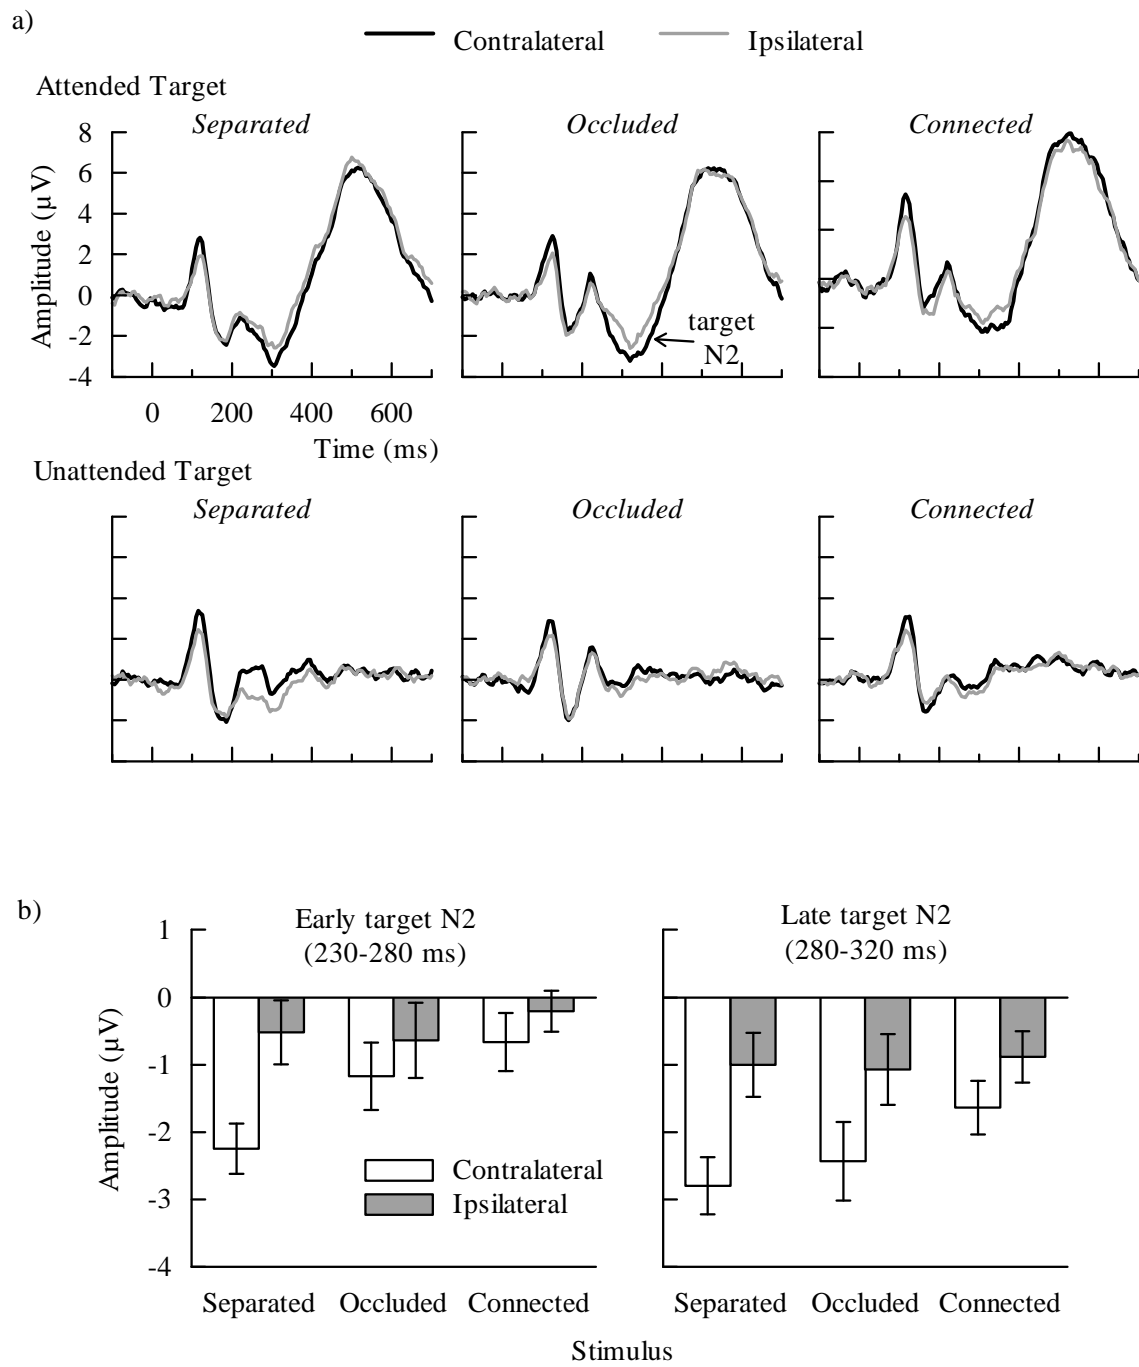 a)
Contralateral Ipsilateral
Attended Target
Separated Occluded Connected
8
6
4
2
0
-2
-4
Amplitude (µV)
target
N2
0 200 400 600
Time (ms)
Unattended Target
Separated Occluded Connected
b)
Early target N2
(230-280 ms)
Late target N2
(280-320 ms)
1
0
-1
-2
-3
-4
Amplitude (µV)
Contralateral
Ipsilateral
Separated Occluded Connected Separated Occluded Connected
Stimulus